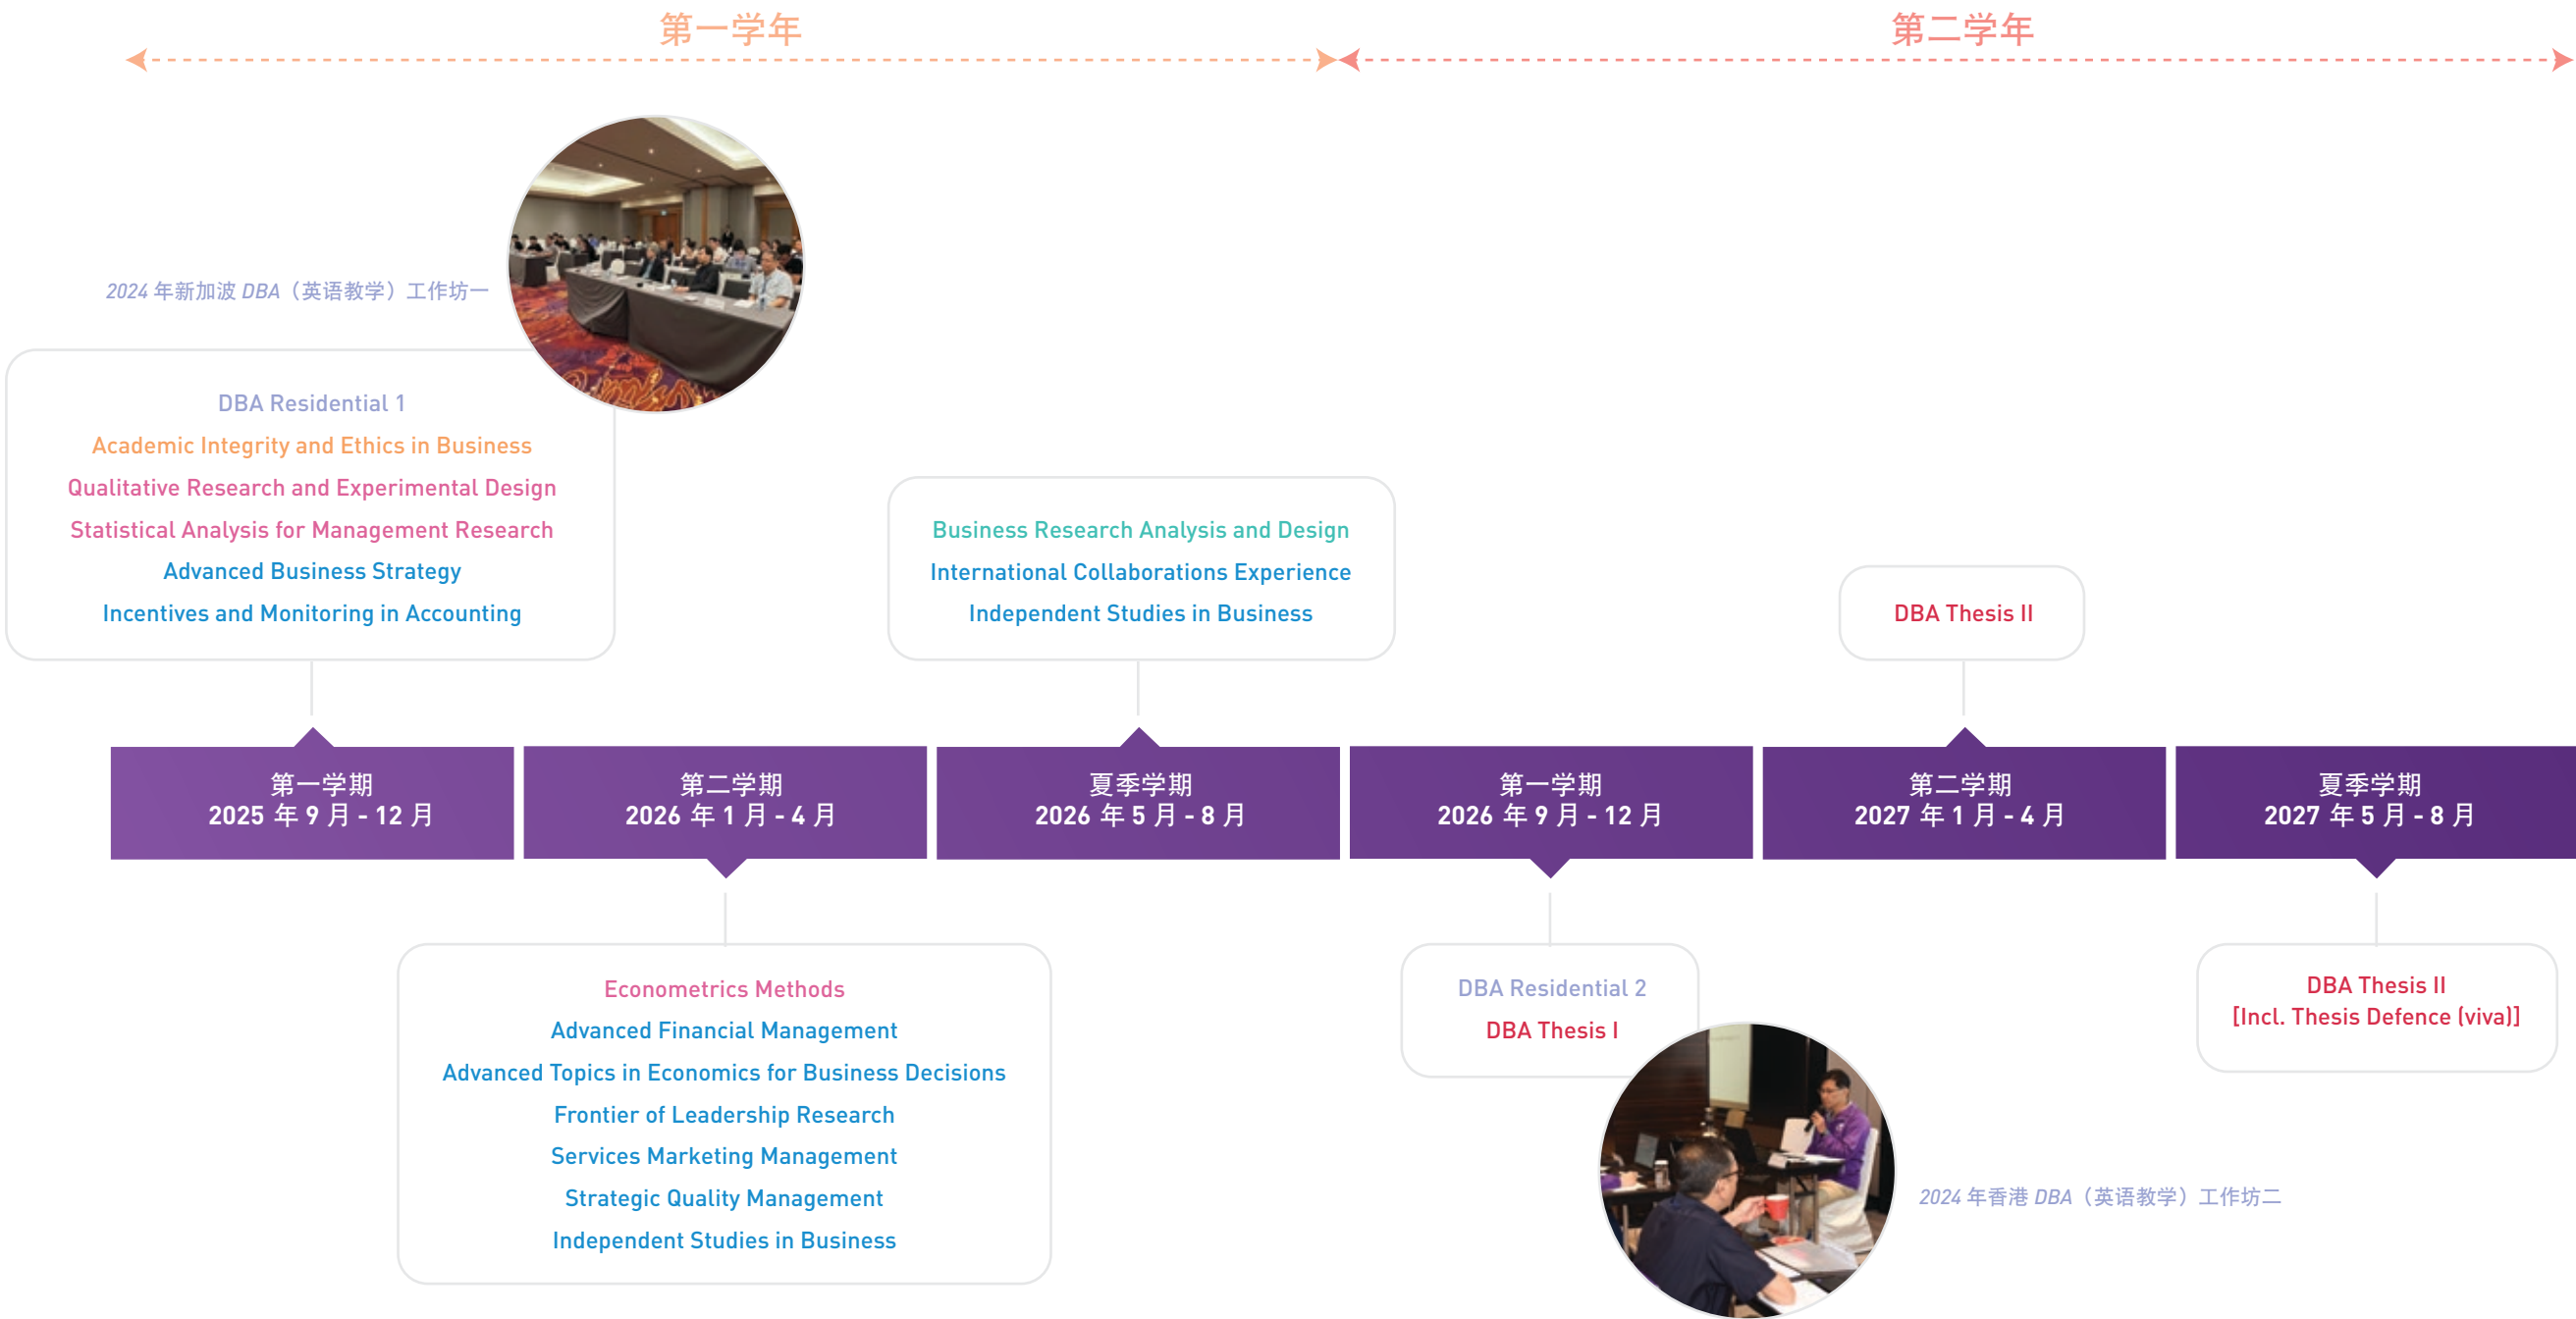 第一学年
第二学年
2024 年新加波 DBA（英语教学）工作坊一
DBA Residential 1
Academic Integrity and Ethics in Business
Qualitative Research and Experimental Design
Statistical Analysis for Management Research
Advanced Business Strategy
Incentives and Monitoring in Accounting
Business Research Analysis and Design
International Collaborations Experience
Independent Studies in Business
DBA Thesis II
第一学期
2025 年 9 月 - 12 月
第二学期
2026 年 1 月 - 4 月
夏季学期
2026 年 5 月 - 8 月
第一学期
2026 年 9 月 - 12 月
第二学期
2027 年 1 月 - 4 月
夏季学期
2027 年 5 月 - 8 月
Econometrics Methods
Advanced Financial Management
Advanced Topics in Economics for Business Decisions
Frontier of Leadership Research
Services Marketing Management
Strategic Quality Management
Independent Studies in Business
DBA Residential 2
DBA Thesis I
2024 年香港 DBA（英语教学）工作坊二
DBA Thesis II
[Incl. Thesis Defence (viva)]